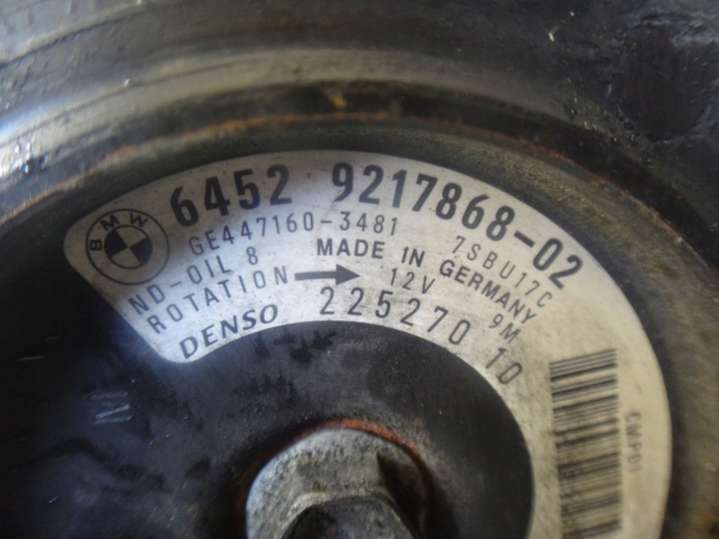 BMW
6452 9217868-02
GE447160-3481 7SBU17C
ND-OIL 8 MADE IN GERMANY
ROTATION → 12V 9M
DENSO 225270 10